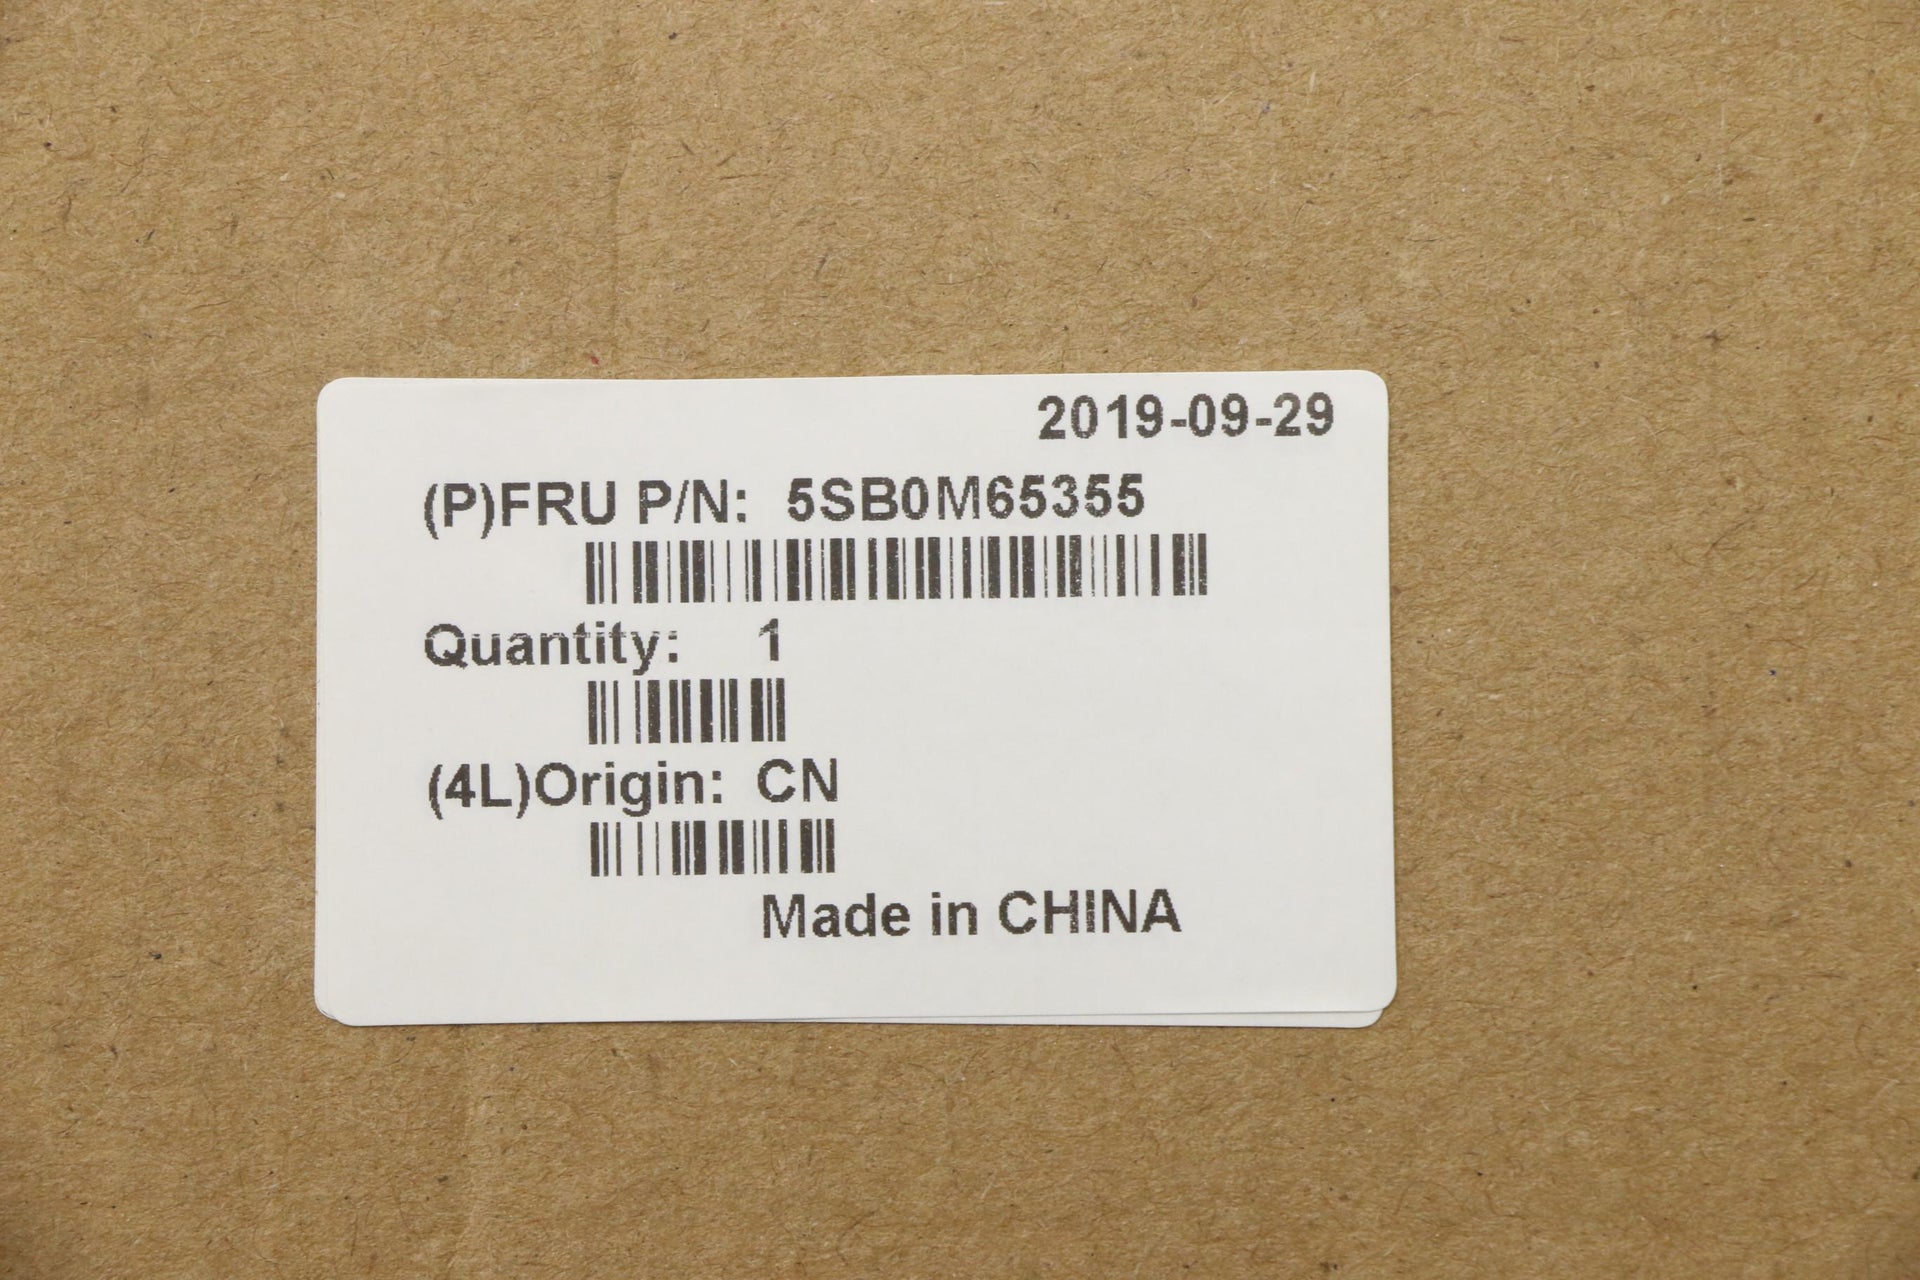 2019-09-29
(P)FRU P/N: 5SB0M65355
Quantity: 1
(4L)Origin: CN
Made in CHINA